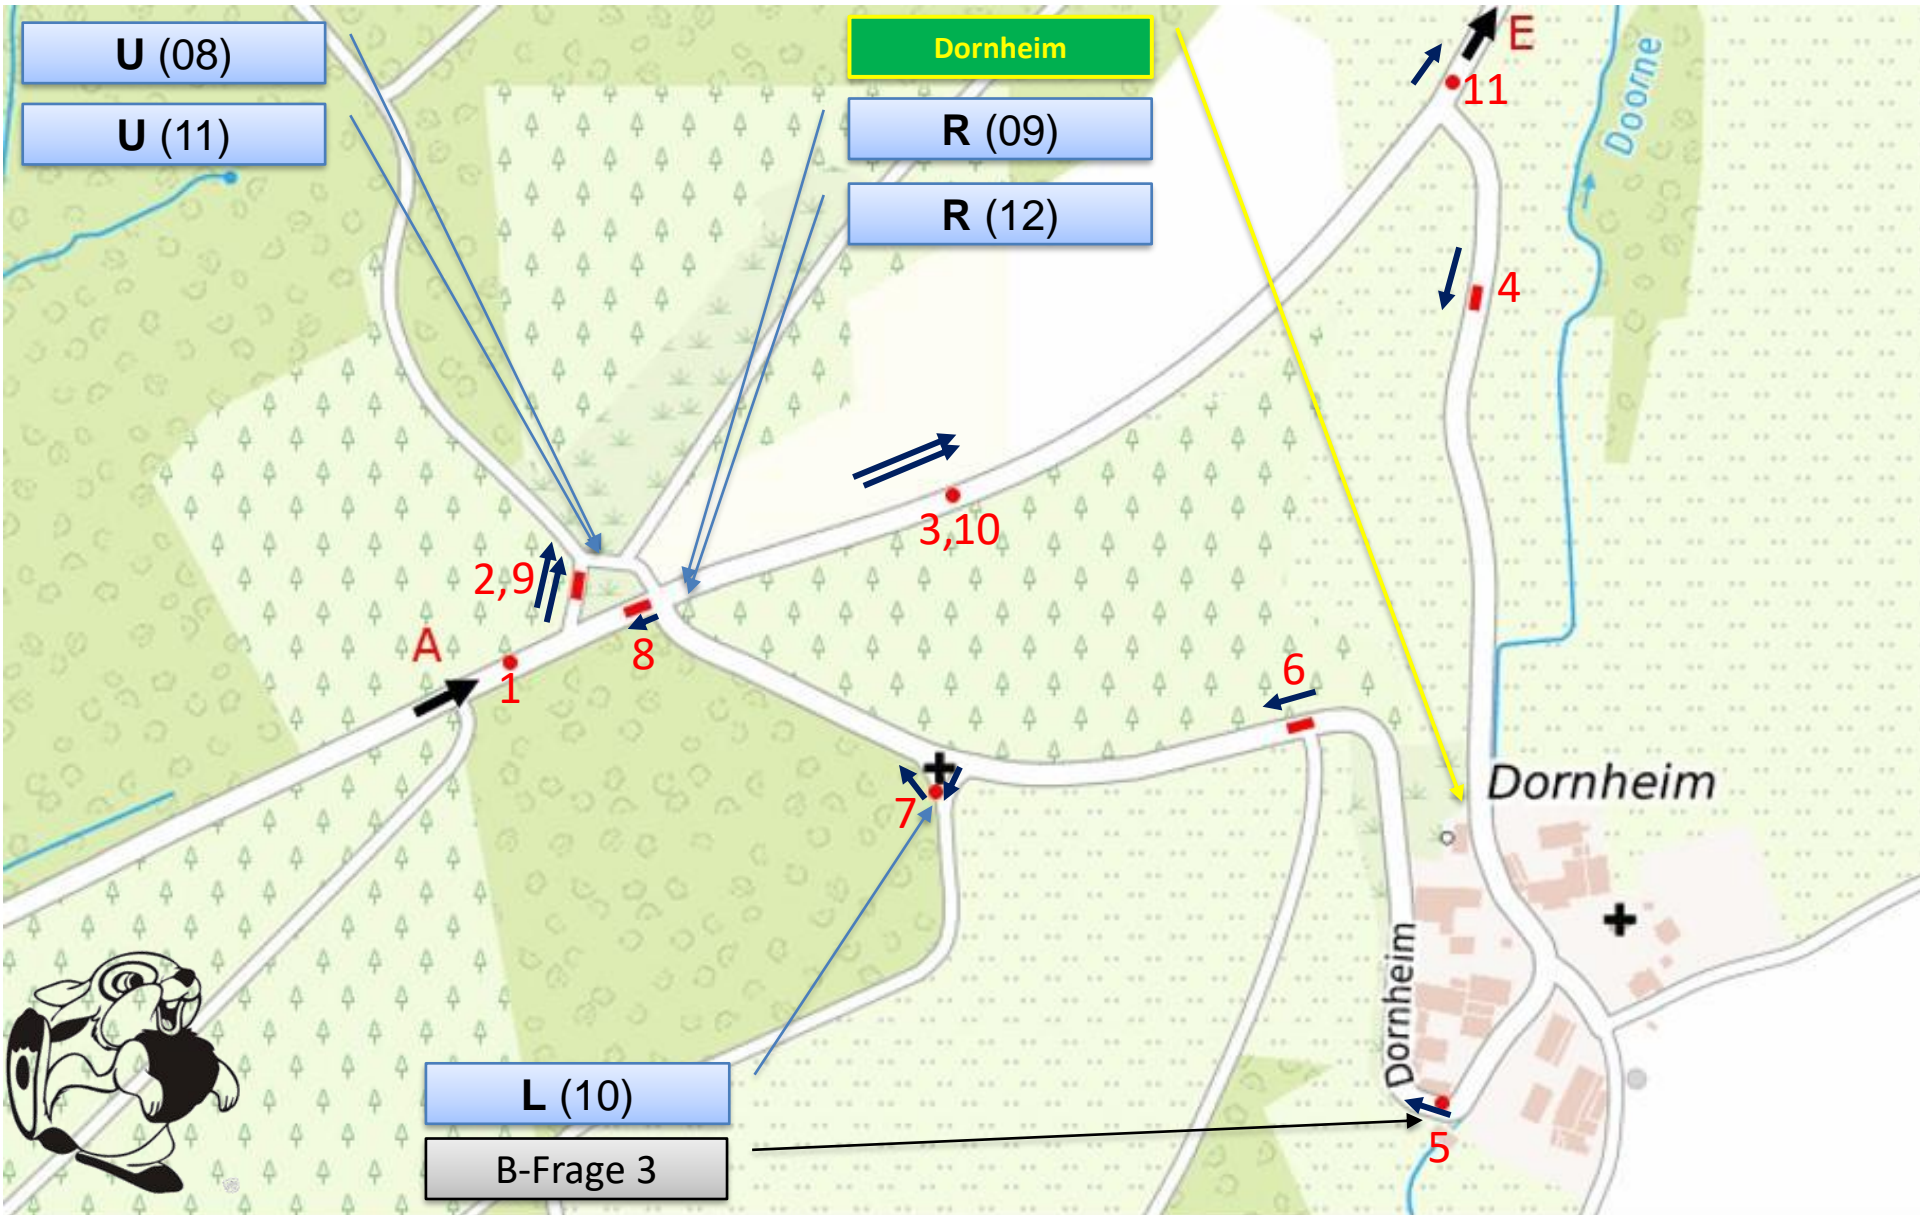 U (08)
U (11)
Dornheim
R (09)
R (12)
E
11
Doorne
4
3,10
2,9
A
8
1
6
7
Dornheim
Dornheim
L (10)
B-Frage 3
5